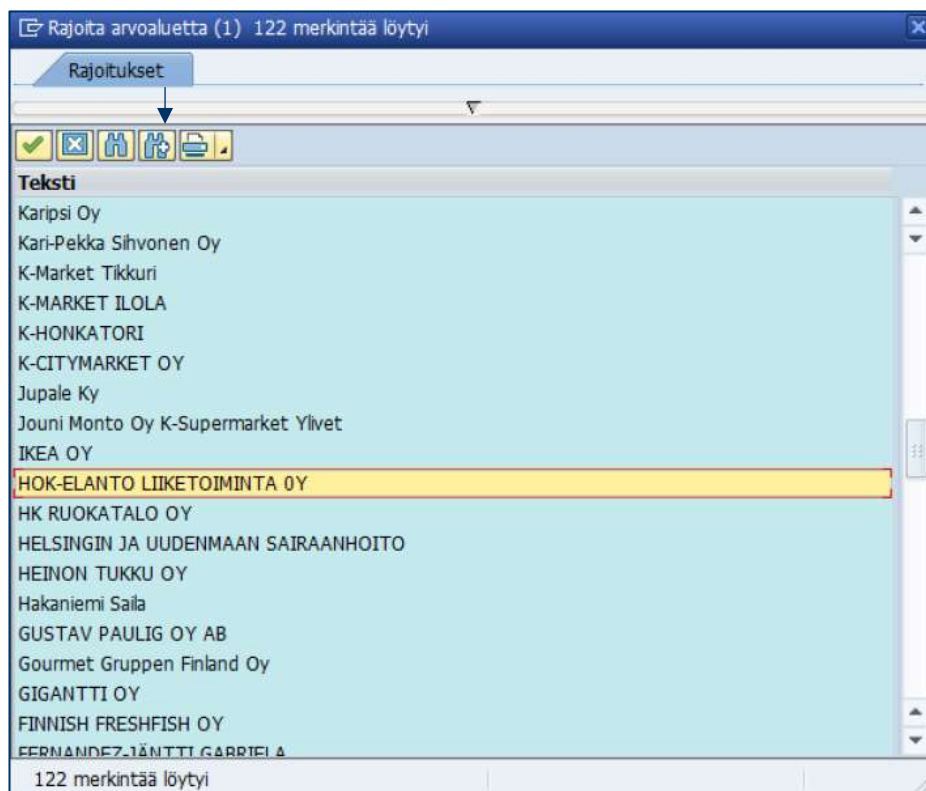 Rajoita arvoaluetta (1) 122 merkintää löytyi
Rajoitukset
Teksti
Karipsi Oy
Kari-Pekka Sihvonen Oy
K-Market Tikkuri
K-MARKET ILOLA
K-HONKATORI
K-CITYMARKET OY
Jupale Ky
Jouni Monto Oy K-Supermarket Ylivet
IKEA OY
HOK-ELANTO LIIKETOIMINTA 0Y
HK RUOKATALO OY
HELSINGIN JA UUDENMAAN SAIRAANHOITO
HEINON TUKKU OY
Hakaniemi Saila
GUSTAV PAULIG OY AB
Gourmet Gruppen Finland Oy
GIGANTTI OY
FINNISH FRESHFISH OY
FERNANDEZ-JÄNTTI GABRIELA
122 merkintää löytyi